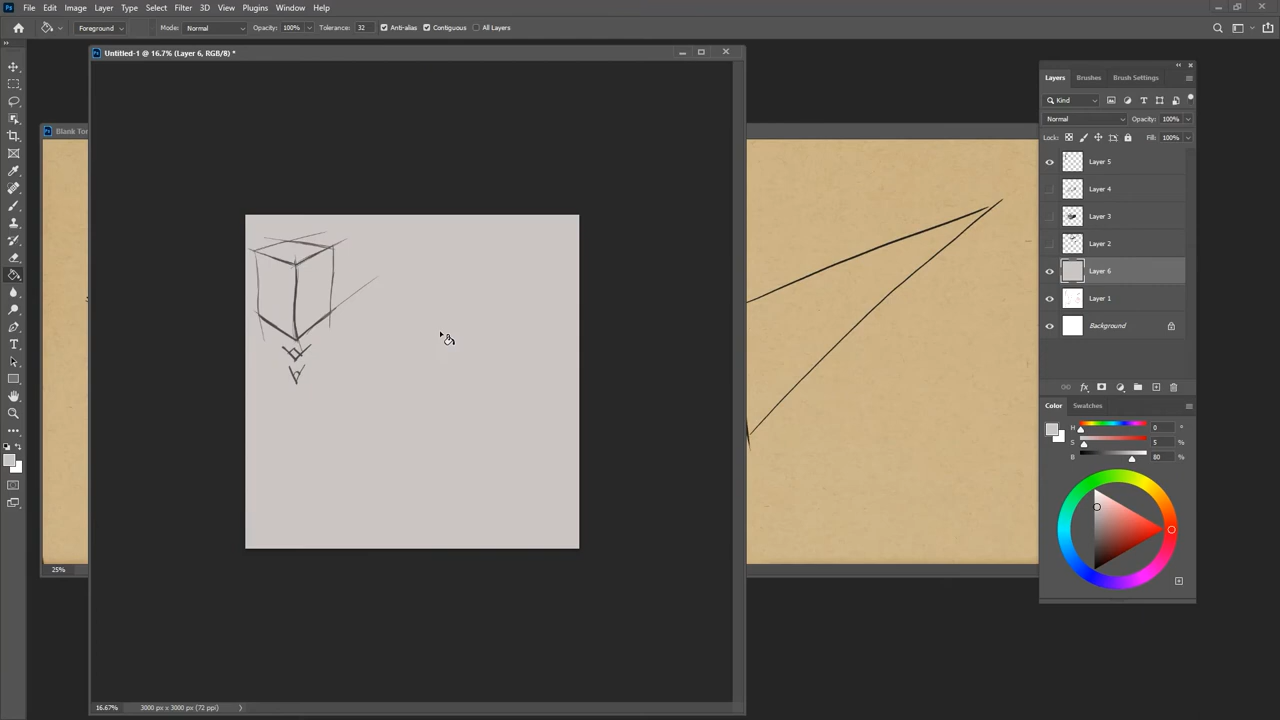 File Edit Image Layer Type Select Filter 3D View Plugins Window Help
Foreground Mode: Normal Opacity: 100% Tolerance: 32 Anti-alias Contiguous All Layers
Untitled-1 @ 16.7% (Layer 6, RGB/8) *
Blank Ton
Layers Brushes Brush Settings
Kind
Normal Opacity: 100%
Lock: Fill: 100%
Layer 5
Layer 4
Layer 3
Layer 2
Layer 6
Layer 1
Background
fx
Color Swatches
H 0 °
S 5 %
B 80 %
25%
16.67% 3000 px x 3000 px (72 ppi)